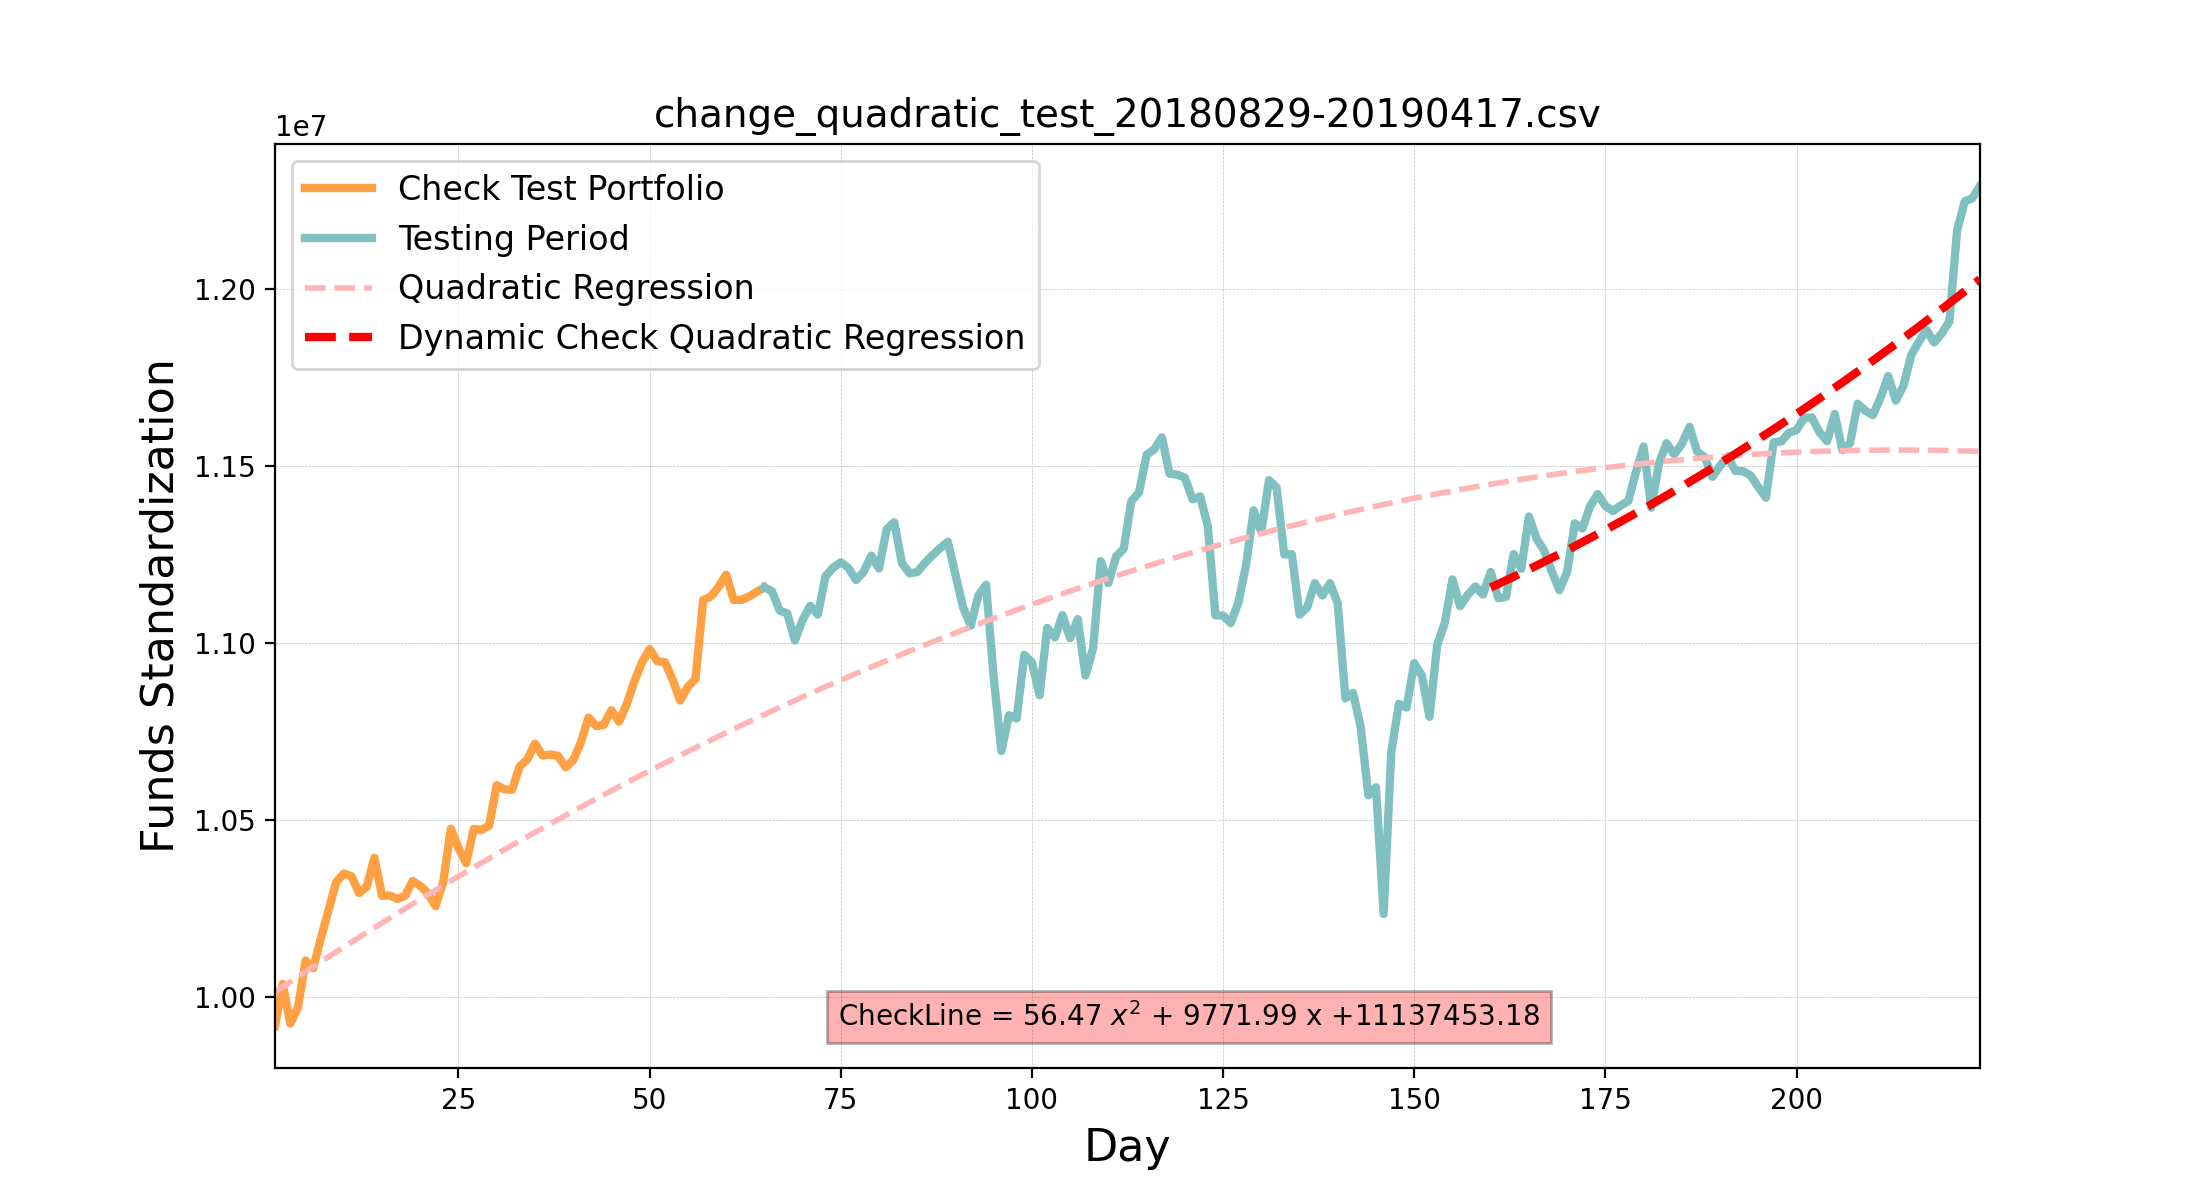 change_quadratic_test_20180829-20190417.csv
1e7
Check Test Portfolio
Testing Period
Quadratic Regression
Dynamic Check Quadratic Regression
1.20
1.15
1.10
1.05
1.00
Funds Standardization
CheckLine = 56.47 x² + 9771.99 x +11137453.18
25 50 75 100 125 150 175 200
Day